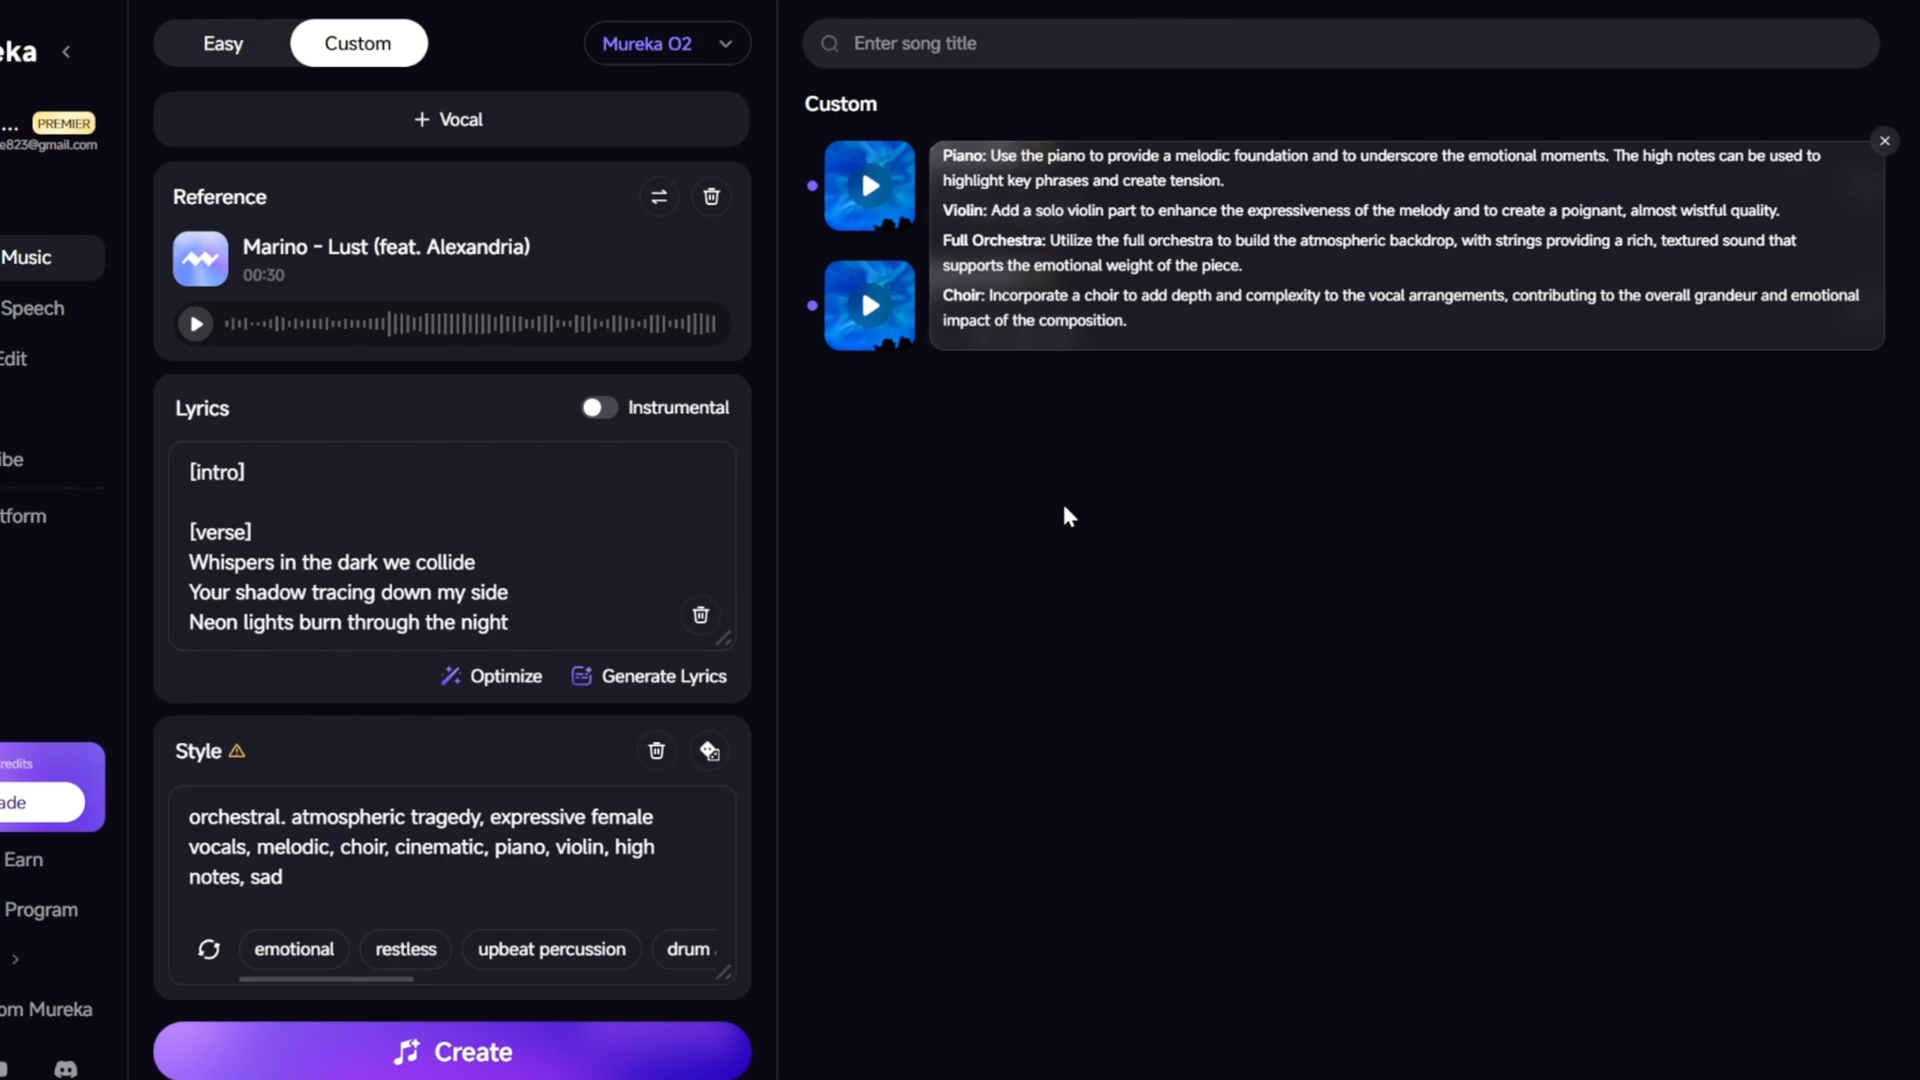 eka
Easy
Custom
Mureka O2
Enter song title
... PREMIER
e823@gmail.com
+ Vocal
Custom
Reference
Marino - Lust (feat. Alexandria)
00:30
Piano: Use the piano to provide a melodic foundation and to underscore the emotional moments. The high notes can be used to
highlight key phrases and create tension.
Violin: Add a solo violin part to enhance the expressiveness of the melody and to create a poignant, almost wistful quality.
Full Orchestra: Utilize the full orchestra to build the atmospheric backdrop, with strings providing a rich, textured sound that
supports the emotional weight of the piece.
Choir: Incorporate a choir to add depth and complexity to the vocal arrangements, contributing to the overall grandeur and emotional
impact of the composition.
Music
Speech
Edit
ibe
tform
Lyrics
Instrumental
[intro]
[verse]
Whispers in the dark we collide
Your shadow tracing down my side
Neon lights burn through the night
Optimize
Generate Lyrics
Style
orchestral. atmospheric tragedy, expressive female
vocals, melodic, choir, cinematic, piano, violin, high
notes, sad
emotional
restless
upbeat percussion
drum
redits
ade
Earn
Program
om Mureka
Create